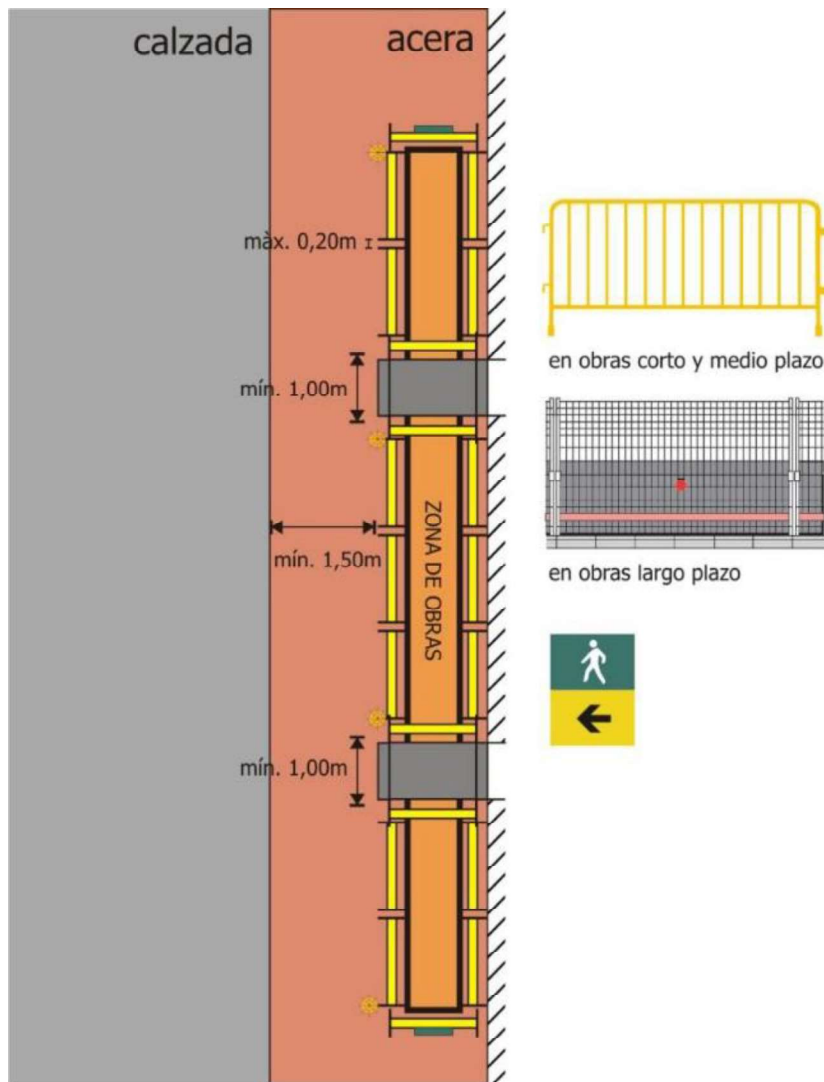 calzada
acera
màx. 0,20m
mín. 1,00m
en obras corto y medio plazo
ZONA DE OBRAS
mín. 1,50m
en obras largo plazo
mín. 1,00m